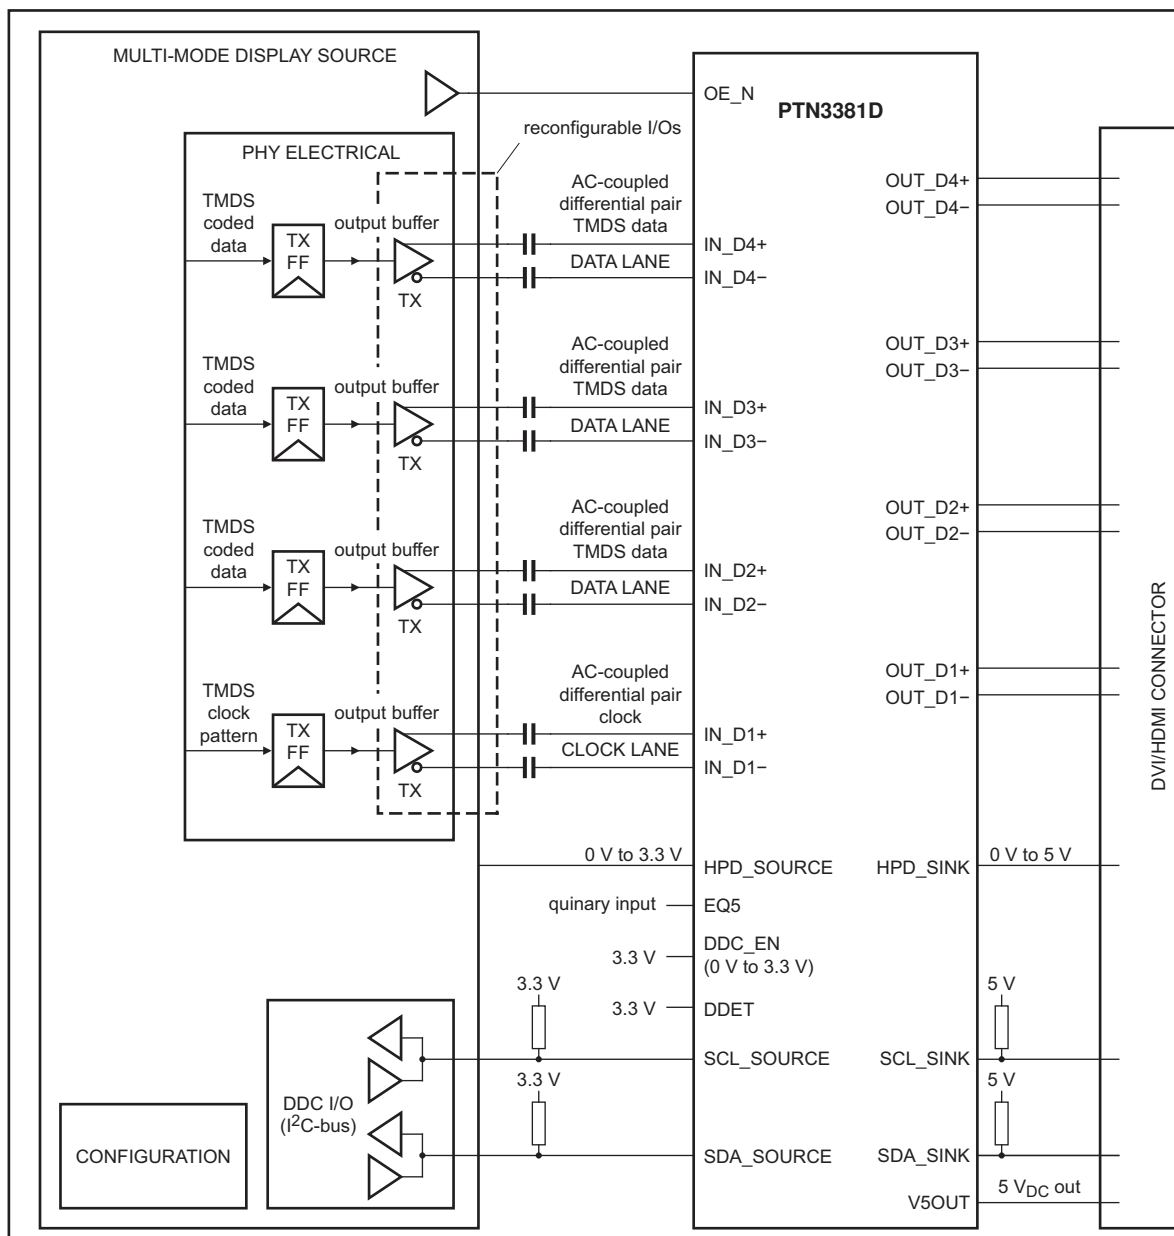 MULTI-MODE DISPLAY SOURCE
OE_N
PTN3381D
reconfigurable I/Os
PHY ELECTRICAL
TMDS
coded
data
TX
FF
output buffer
TX
AC-coupled
differential pair
TMDS data
DATA LANE
IN_D4+
IN_D4−
OUT_D4+
OUT_D4−
TMDS
coded
data
TX
FF
output buffer
TX
AC-coupled
differential pair
TMDS data
DATA LANE
IN_D3+
IN_D3−
OUT_D3+
OUT_D3−
TMDS
coded
data
TX
FF
output buffer
TX
AC-coupled
differential pair
TMDS data
DATA LANE
IN_D2+
IN_D2−
OUT_D2+
OUT_D2−
TMDS
clock
pattern
TX
FF
output buffer
TX
AC-coupled
differential pair
clock
CLOCK LANE
IN_D1+
IN_D1−
OUT_D1+
OUT_D1−
DVI/HDMI CONNECTOR
0 V to 3.3 V
HPD_SOURCE
HPD_SINK
0 V to 5 V
quinary input
EQ5
3.3 V
DDC_EN
(0 V to 3.3 V)
3.3 V
DDET
3.3 V
SCL_SOURCE
SCL_SINK
5 V
3.3 V
SDA_SOURCE
SDA_SINK
5 V
DDC I/O
(I²C-bus)
CONFIGURATION
V5OUT
5 VDC out